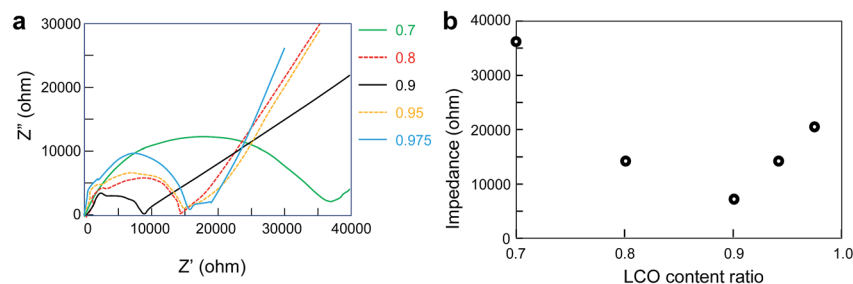 a
30000
20000
10000
0
Z” (ohm)
0 10000 20000 30000 40000
Z’ (ohm)
0.7
0.8
0.9
0.95
0.975
b
40000
30000
20000
10000
0
Impedance (ohm)
0.7 0.8 0.9 1.0
LCO content ratio